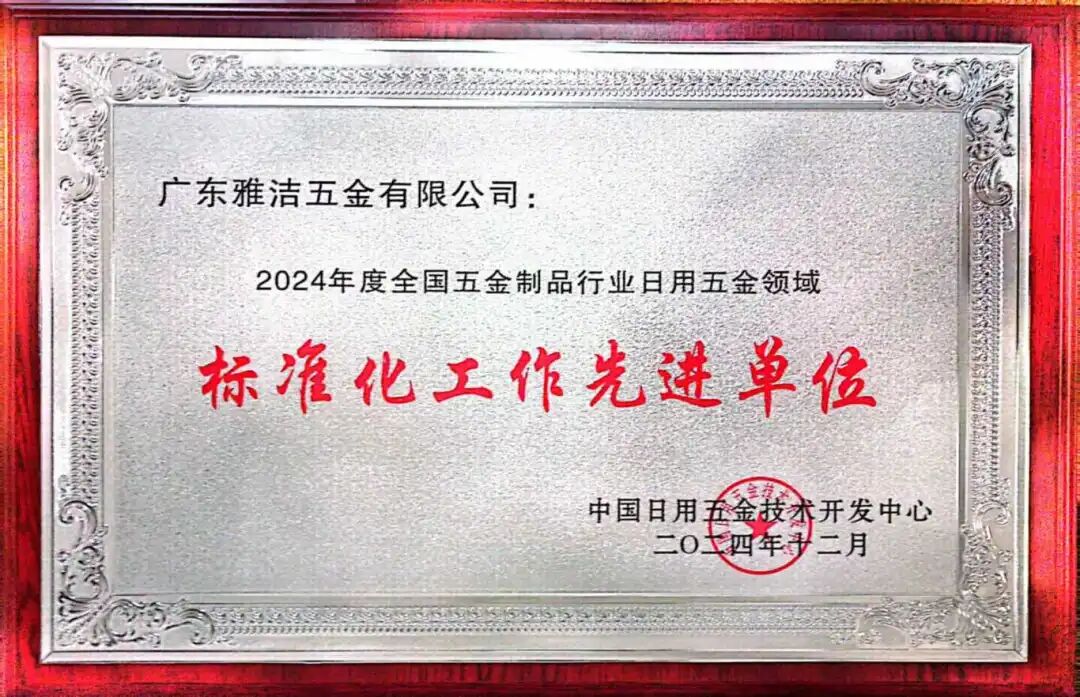 广东雅洁五金有限公司：
2024年度全国五金制品行业日用五金领域
标准化工作先进单位
中国日用五金技术开发中心
二〇二四年十二月